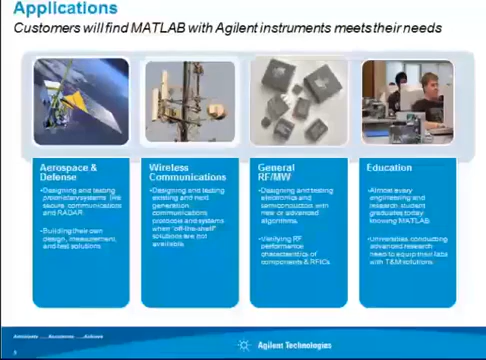 Applications
Customers will find MATLAB with Agilent instruments meets their needs
Aerospace &
Defense
•Designing and testing
proprietary systems like
secure communications
and RADAR
•Building their own
design, measurement,
and test solutions
Wireless
Communications
•Designing and testing
existing and next
generation
communications
protocols and systems
when "off-the-shelf"
solutions are not
available
General
RF/MW
•Designing and testing
electronics and
semiconductors with
new or advanced
algorithms.
•Verifying RF
performance
characteristics of
components & RFICs
Education
•Almost every
engineering and
research student
graduates today
knowing MATLAB
•Universities conducting
advanced research
need to equip their labs
with T&M solutions
Agilent Technologies